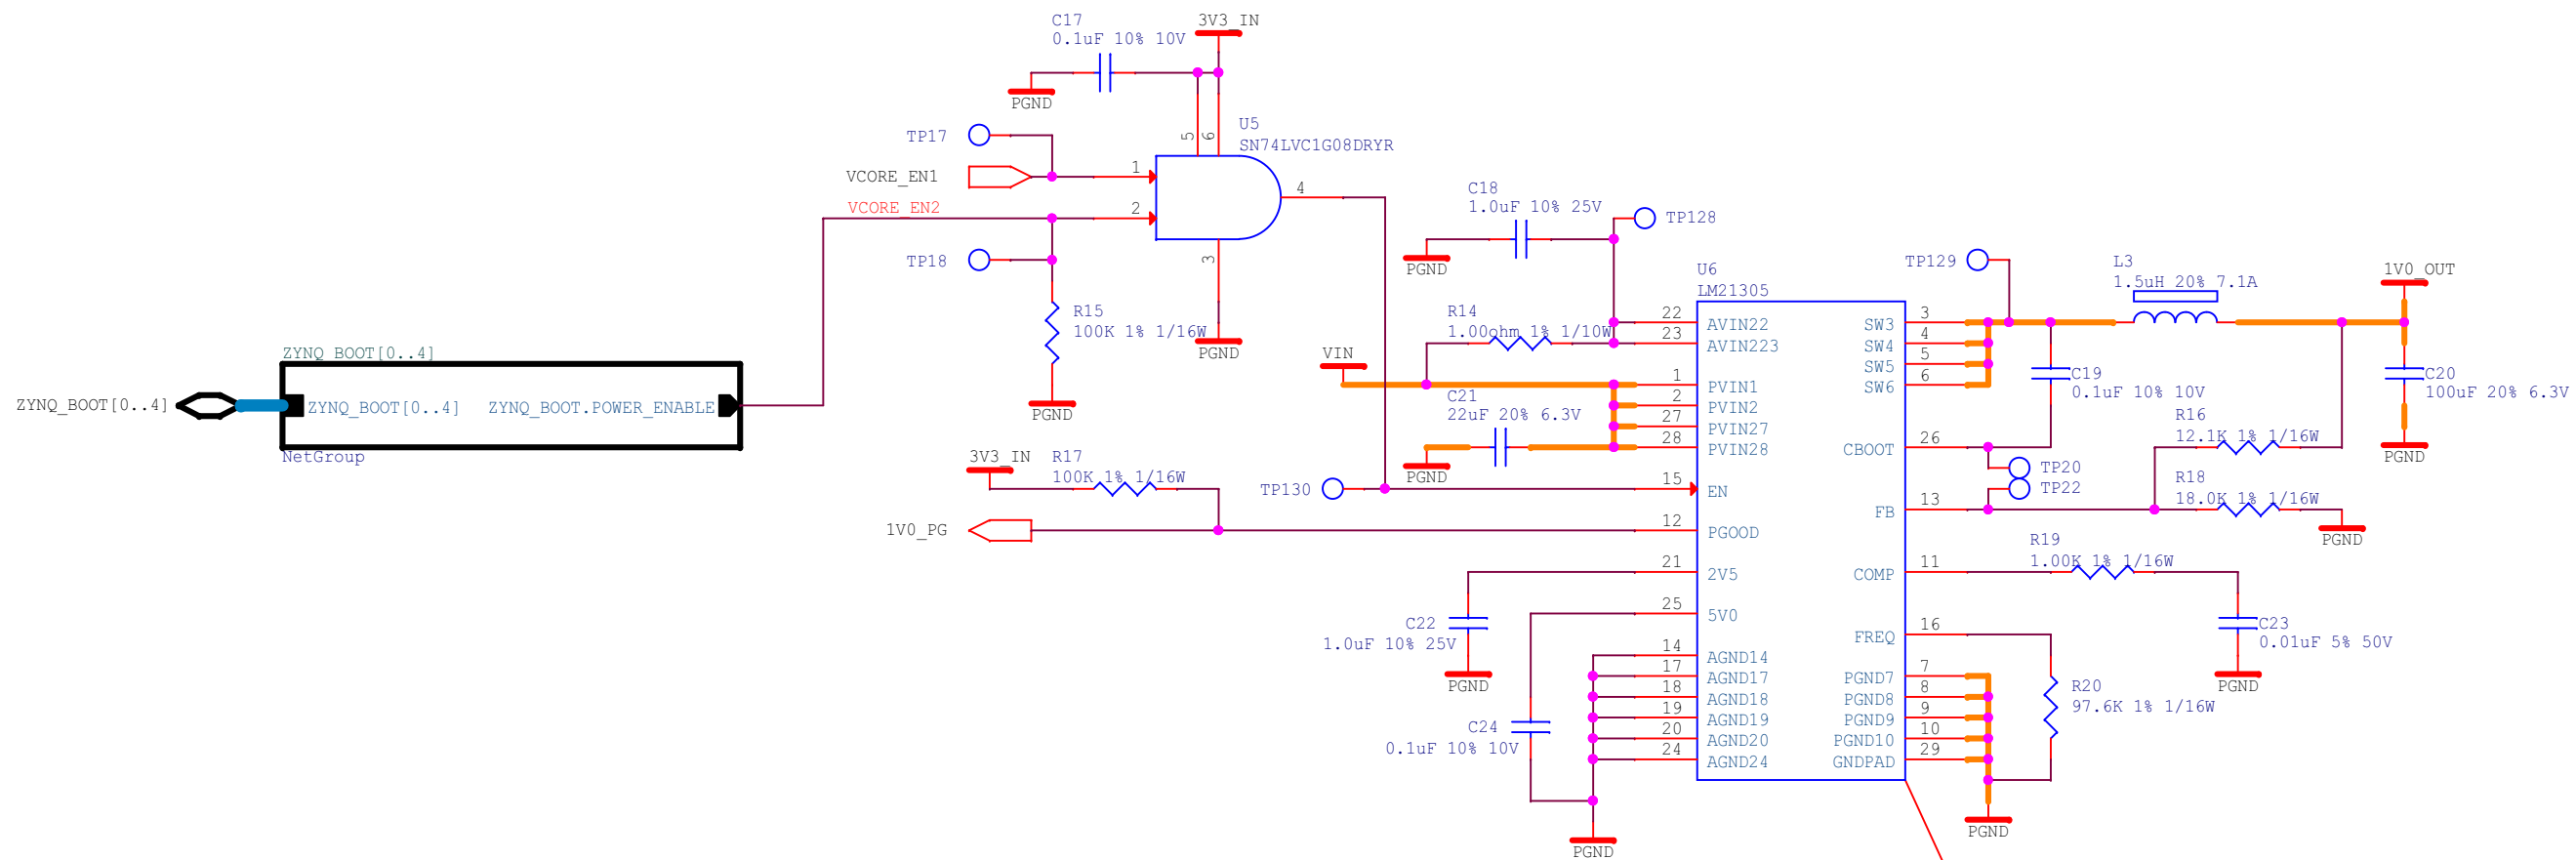 C17
0.1uF 10% 10V
3V3_IN
PGND
TP17
5
6
U5
SN74LVC1G08DRYR
VCORE_EN1
1
VCORE_EN2
2
4
TP18
3
R15
100K 1% 1/16W
PGND
PGND
ZYNQ_BOOT[0..4]
ZYNQ_BOOT[0..4]
ZYNQ_BOOT[0..4]
ZYNQ_BOOT.POWER_ENABLE
NetGroup
3V3_IN
R17
100K 1% 1/16W
1V0_PG
C18
1.0uF 10% 25V
TP128
PGND
R14
1.00ohm 1% 1/10W
VIN
C21
22uF 20% 6.3V
PGND
TP130
U6
LM21305
22
AVIN22
23
AVIN223
1
PVIN1
2
PVIN2
27
PVIN27
28
PVIN28
15
EN
12
PGOOD
21
2V5
25
5V0
14
AGND14
17
AGND17
18
AGND18
19
AGND19
20
AGND20
24
AGND24
C22
1.0uF 10% 25V
PGND
C24
0.1uF 10% 10V
PGND
SW3
3
SW4
4
SW5
5
SW6
6
CBOOT
26
FB
13
COMP
11
FREQ
16
PGND7
7
PGND8
8
PGND9
9
PGND10
10
GNDPAD
29
TP129
L3
1.5uH 20% 7.1A
1V0_OUT
C19
0.1uF 10% 10V
C20
100uF 20% 6.3V
R16
12.1K 1% 1/16W
PGND
TP20
TP22
R18
18.0K 1% 1/16W
PGND
R19
1.00K 1% 1/16W
C23
0.01uF 5% 50V
PGND
R20
97.6K 1% 1/16W
PGND